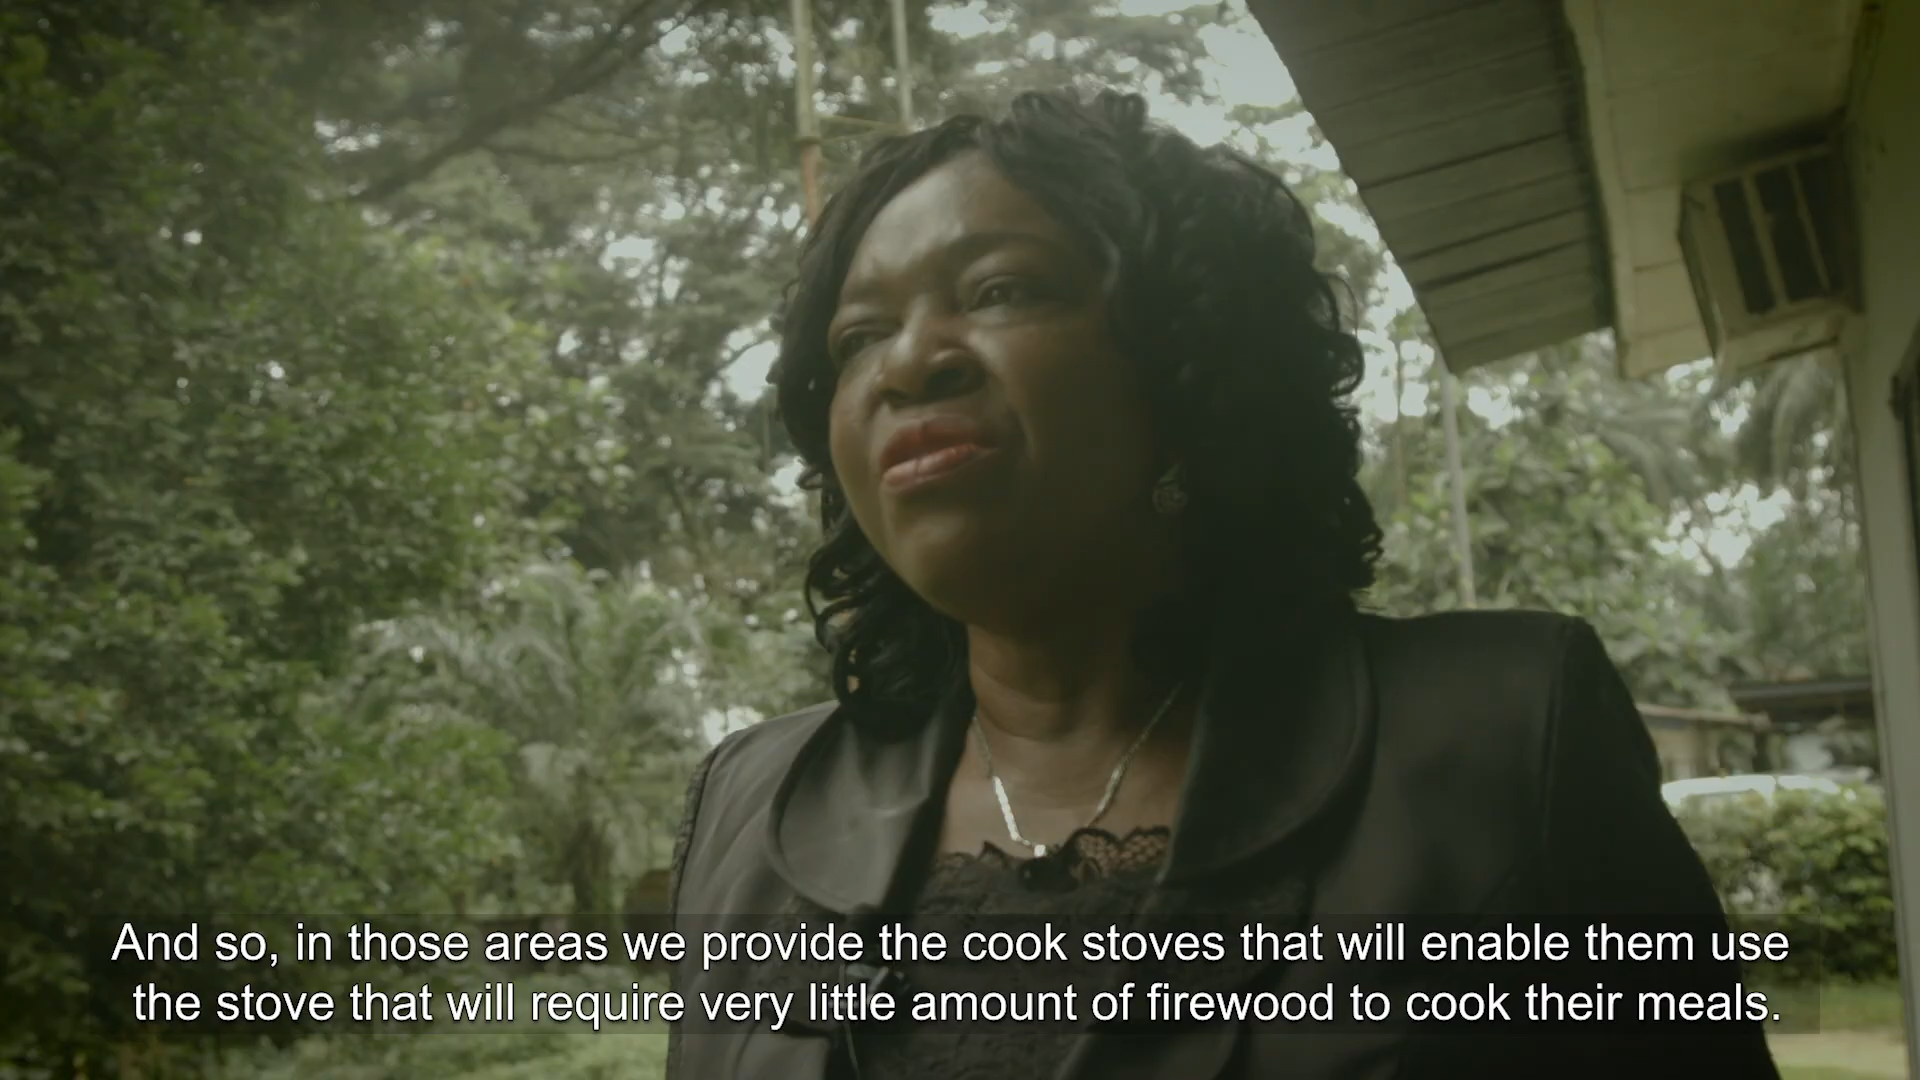 And so, in those areas we provide the cook stoves that will enable them use
the stove that will require very little amount of firewood to cook their meals.